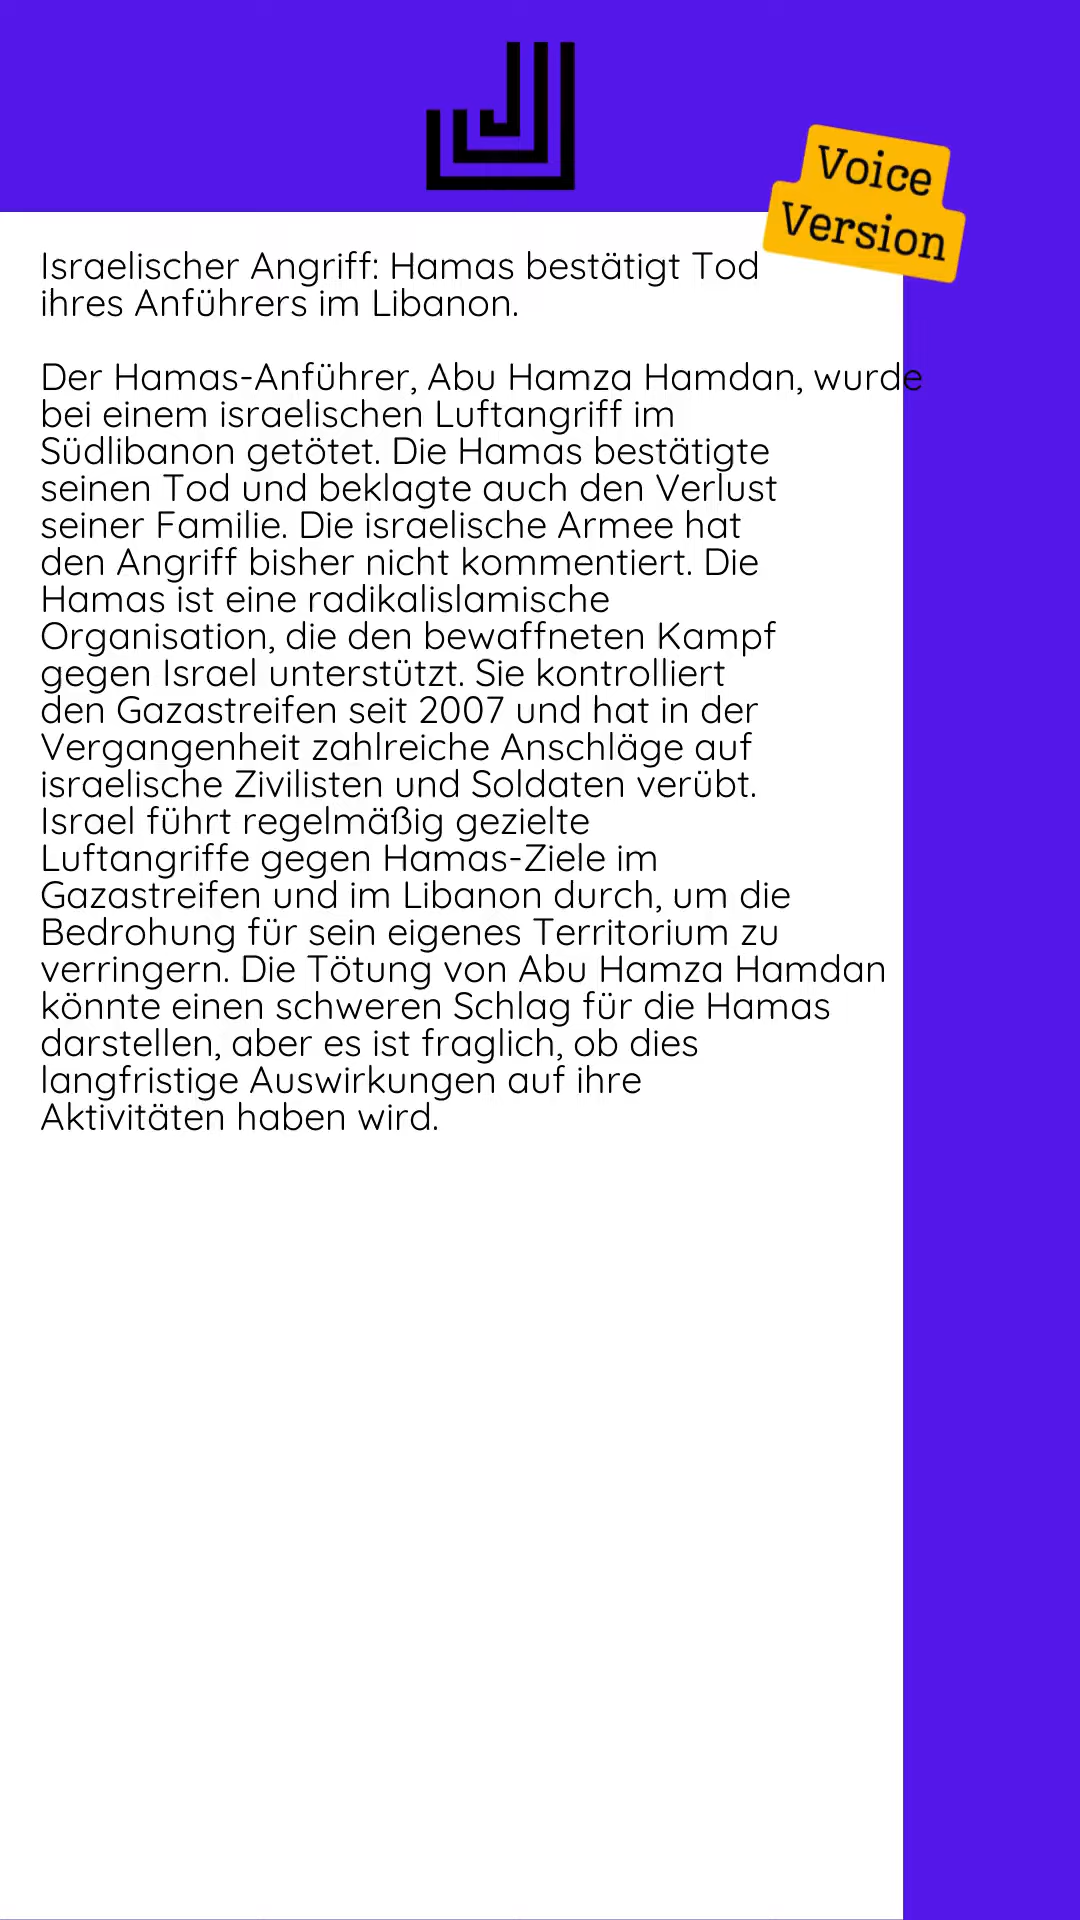 Voice
Version
Israelischer Angriff: Hamas bestätigt Tod
ihres Anführers im Libanon.
Der Hamas-Anführer, Abu Hamza Hamdan, wurde
bei einem israelischen Luftangriff im
Südlibanon getötet. Die Hamas bestätigte
seinen Tod und beklagte auch den Verlust
seiner Familie. Die israelische Armee hat
den Angriff bisher nicht kommentiert. Die
Hamas ist eine radikalislamische
Organisation, die den bewaffneten Kampf
gegen Israel unterstützt. Sie kontrolliert
den Gazastreifen seit 2007 und hat in der
Vergangenheit zahlreiche Anschläge auf
israelische Zivilisten und Soldaten verübt.
Israel führt regelmäßig gezielte
Luftangriffe gegen Hamas-Ziele im
Gazastreifen und im Libanon durch, um die
Bedrohung für sein eigenes Territorium zu
verringern. Die Tötung von Abu Hamza Hamdan
könnte einen schweren Schlag für die Hamas
darstellen, aber es ist fraglich, ob dies
langfristige Auswirkungen auf ihre
Aktivitäten haben wird.